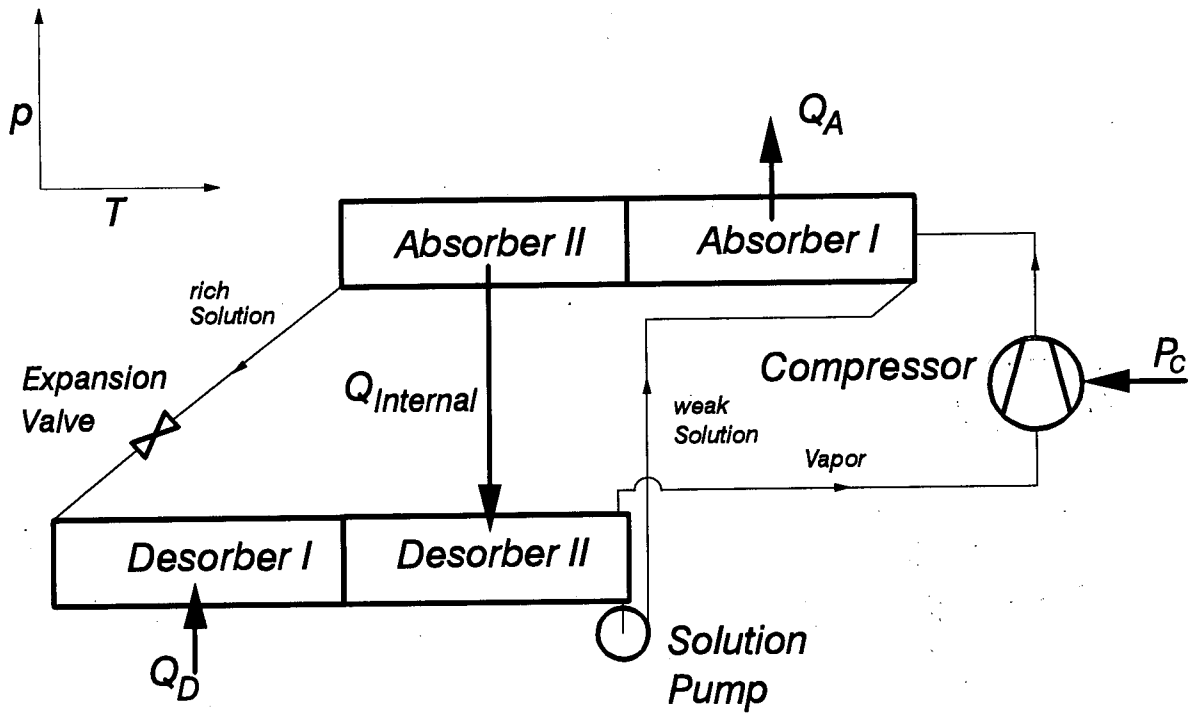 p
T
Q_A
Absorber II
Absorber I
rich
Solution
Expansion
Valve
Q_Internal
Compressor
P_C
weak
Solution
Vapor
Desorber I
Desorber II
Q_D
Solution
Pump